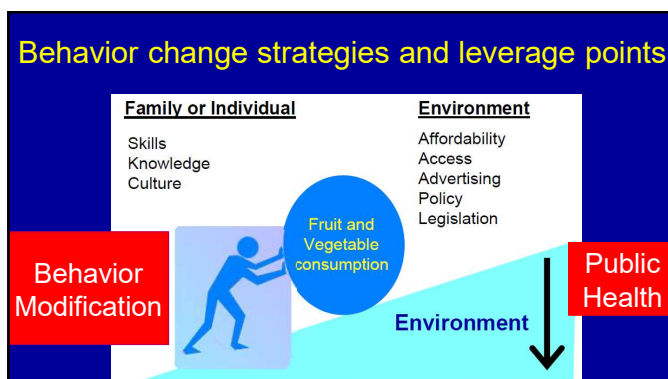 Behavior change strategies and leverage points
Family or Individual
Skills
Knowledge
Culture
Environment
Affordability
Access
Advertising
Policy
Legislation
Fruit and
Vegetable
consumption
Behavior
Modification
Public
Health
Environment